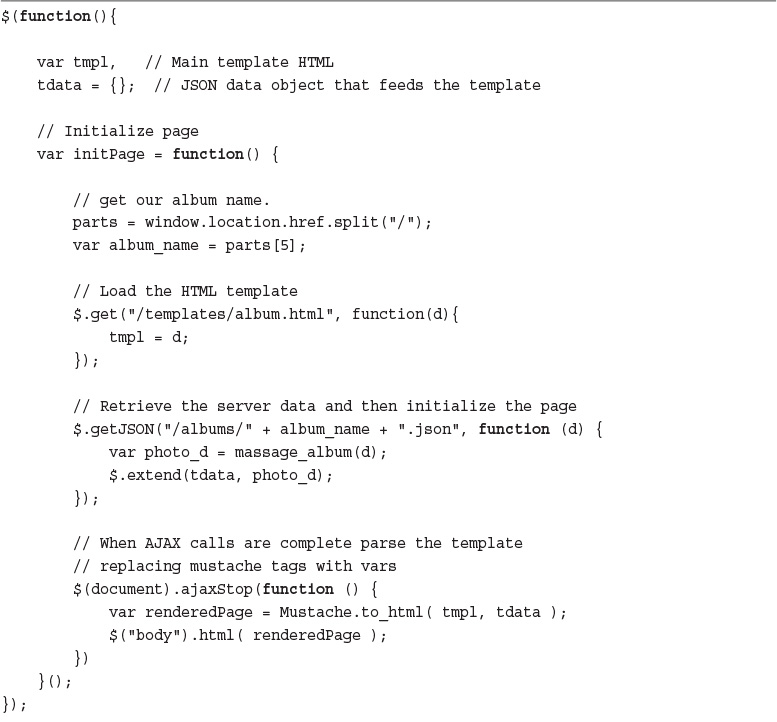 $(function(){
var tmpl,   // Main template HTML
tdata = {};  // JSON data object that feeds the template
// Initialize page
var initPage = function() {
// get our album name.
parts = window.location.href.split("/");
var album_name = parts[5];
// Load the HTML template
$.get("/templates/album.html", function(d){
tmpl = d;
});
// Retrieve the server data and then initialize the page
$.getJSON("/albums/" + album_name + ".json", function (d) {
var photo_d = massage_album(d);
$.extend(tdata, photo_d);
});
// When AJAX calls are complete parse the template
// replacing mustache tags with vars
$(document).ajaxStop(function () {
var renderedPage = Mustache.to_html( tmpl, tdata );
$("body").html( renderedPage );
})
}();
});